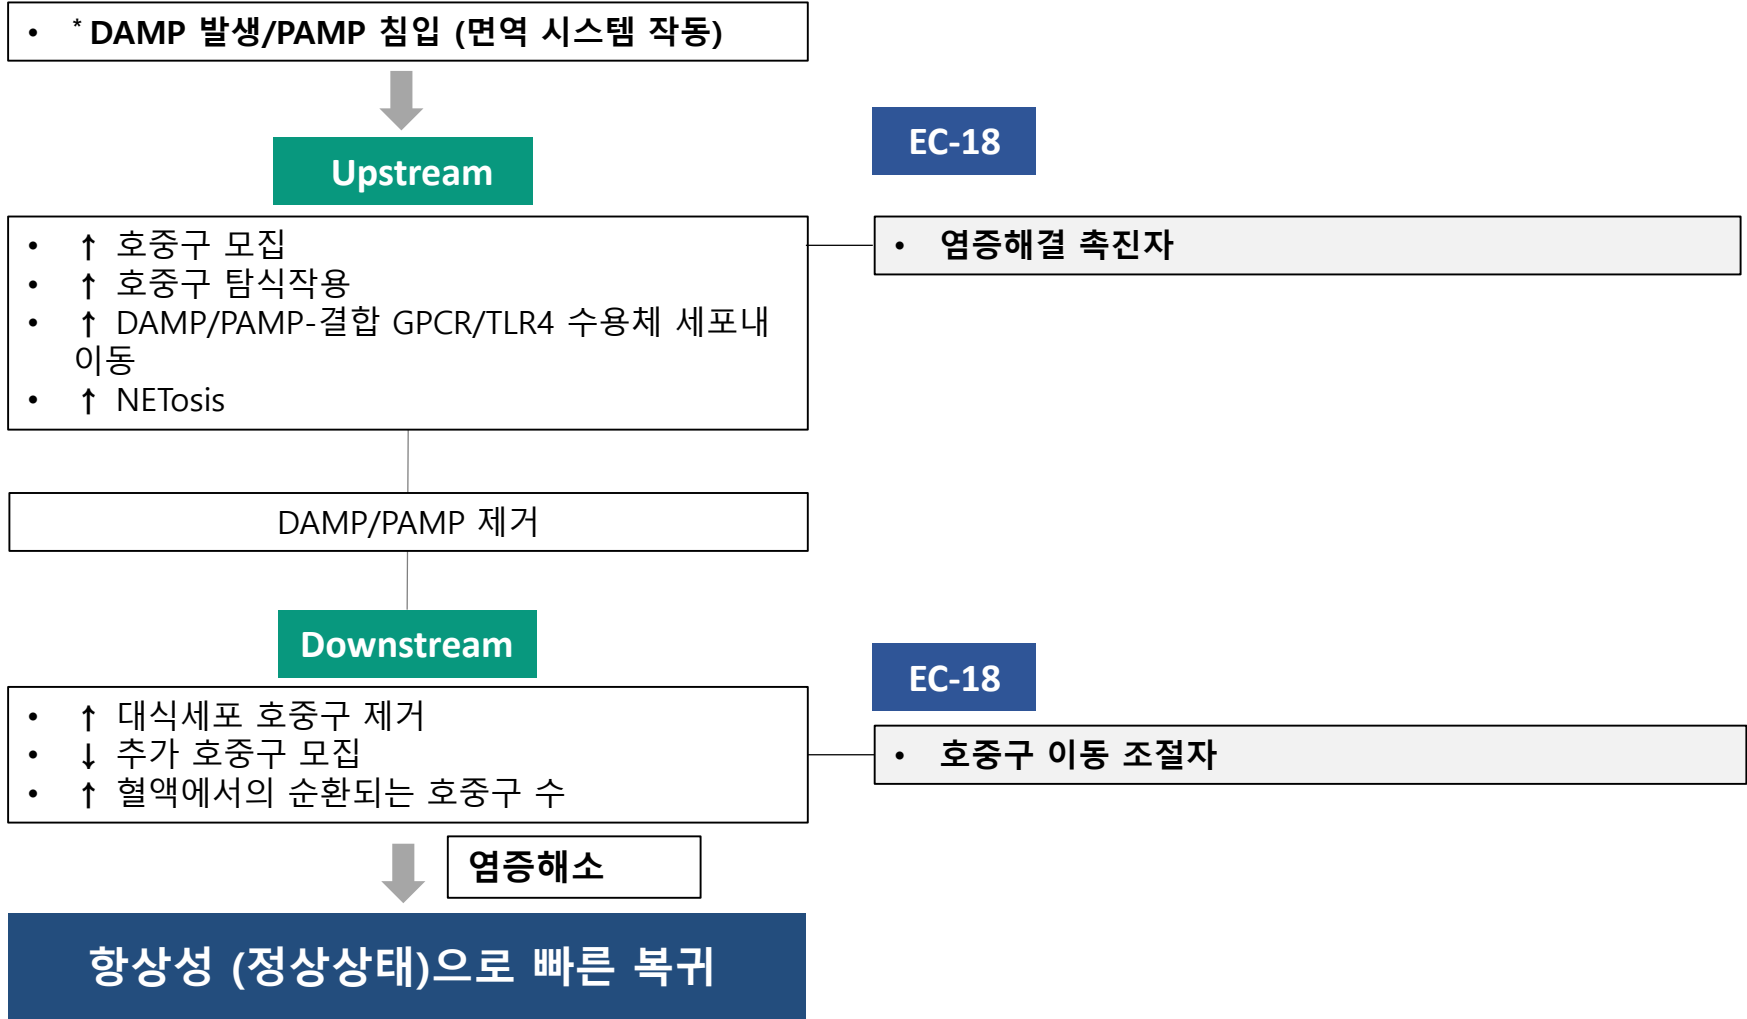 • * DAMP 발생/PAMP 침입 (면역 시스템 작동)
Upstream
EC-18
• ↑ 호중구 모집
• ↑ 호중구 탐식작용
• ↑ DAMP/PAMP-결합 GPCR/TLR4 수용체 세포내
이동
• ↑ NETosis
• 염증해결 촉진자
DAMP/PAMP 제거
Downstream
EC-18
• ↑ 대식세포 호중구 제거
• ↓ 추가 호중구 모집
• ↑ 혈액에서의 순환되는 호중구 수
• 호중구 이동 조절자
염증해소
항상성 (정상상태)으로 빠른 복귀